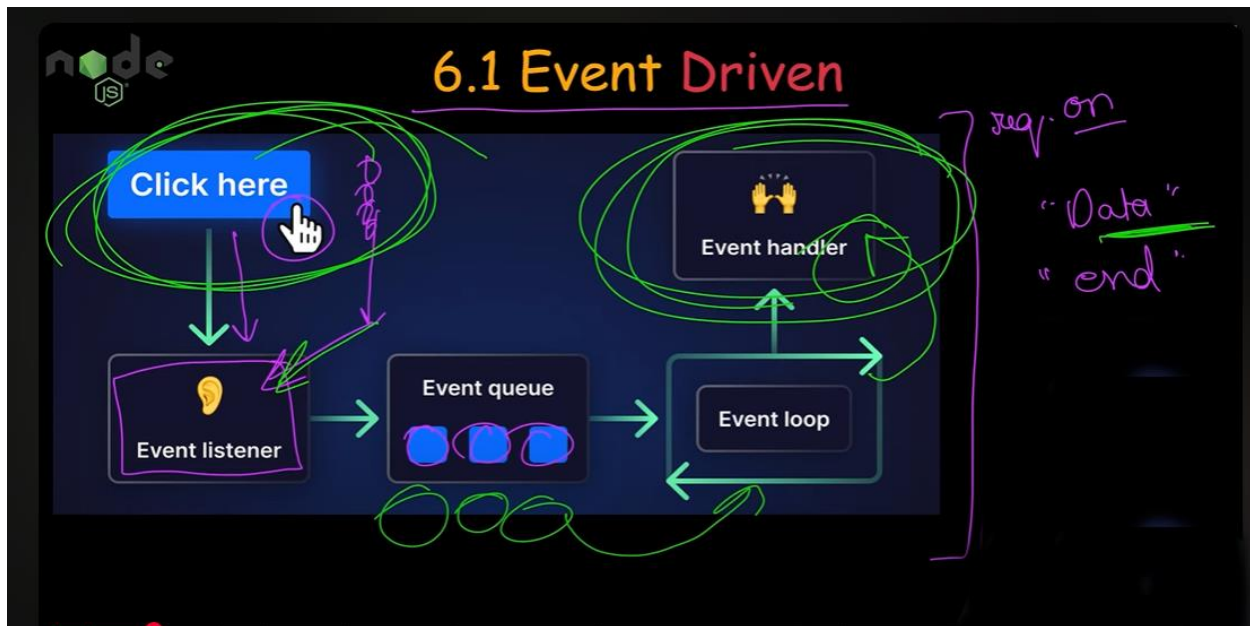 node
JS
6.1 Event Driven
Click here
Data
Event handler
Event listener
Event queue
Event loop
req. on
"Data"
"end"